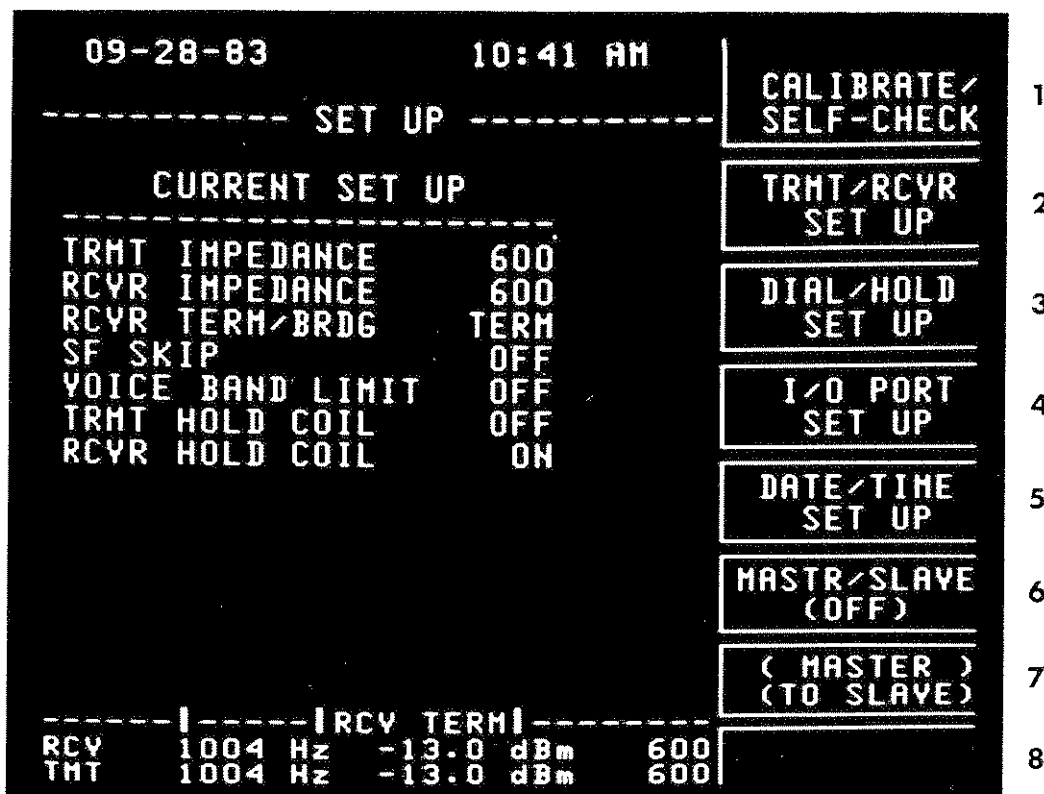 09-28-83 10:41 AM
----------- SET UP -----------
CURRENT SET UP
----------------------
TRMT IMPEDANCE 600
RCVR IMPEDANCE 600
RCVR TERM/BRDG TERM
SF SKIP OFF
VOICE BAND LIMIT OFF
TRMT HOLD COIL OFF
RCVR HOLD COIL ON
------|-----|RCV TERM|--------
RCV 1004 Hz -13.0 dBm 600
TMT 1004 Hz -13.0 dBm 600
CALIBRATE/
SELF-CHECK
1
TRMT/RCVR
SET UP
2
DIAL/HOLD
SET UP
3
I/O PORT
SET UP
4
DATE/TIME
SET UP
5
MASTR/SLAVE
(OFF)
6
( MASTER )
(TO SLAVE)
7
8